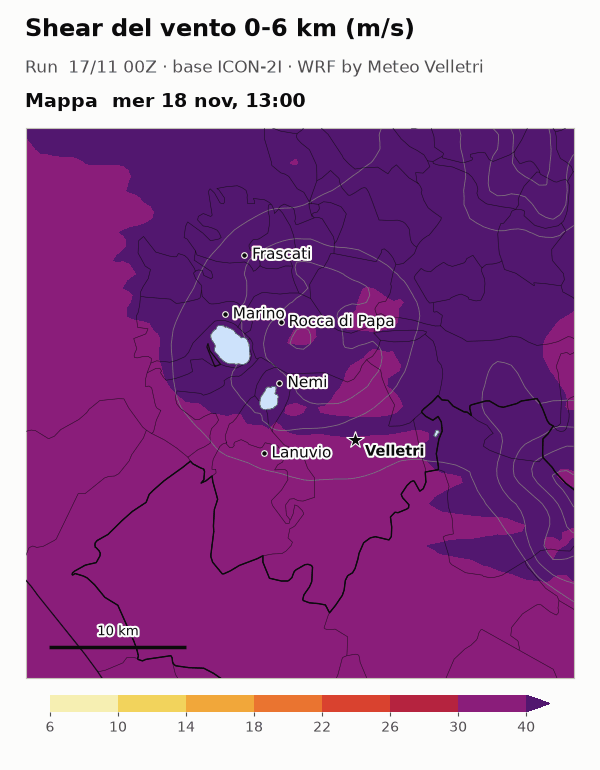 Shear del vento 0-6 km (m/s)
Run  17/11 00Z · base ICON-2I · WRF by Meteo Velletri
Mappa  mer 18 nov, 13:00
Frascati
Marino
Rocca di Papa
Nemi
Velletri
Lanuvio
10 km
6 10 14 18 22 26 30 40